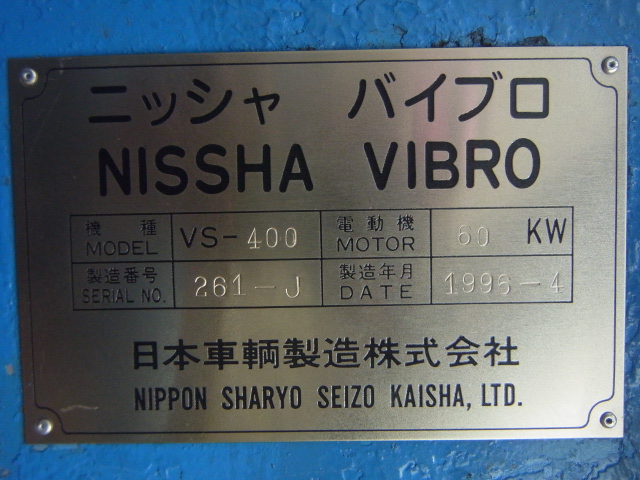 ニッシャ バイブロ
NISSHA VIBRO
機種 VS-400 電動機 60 KW
MODEL MOTOR
製造番号 261-J 製造年月 1996-4
SERIAL NO. DATE
日本車輌製造株式会社
NIPPON SHARYO SEIZO KAISHA, LTD.